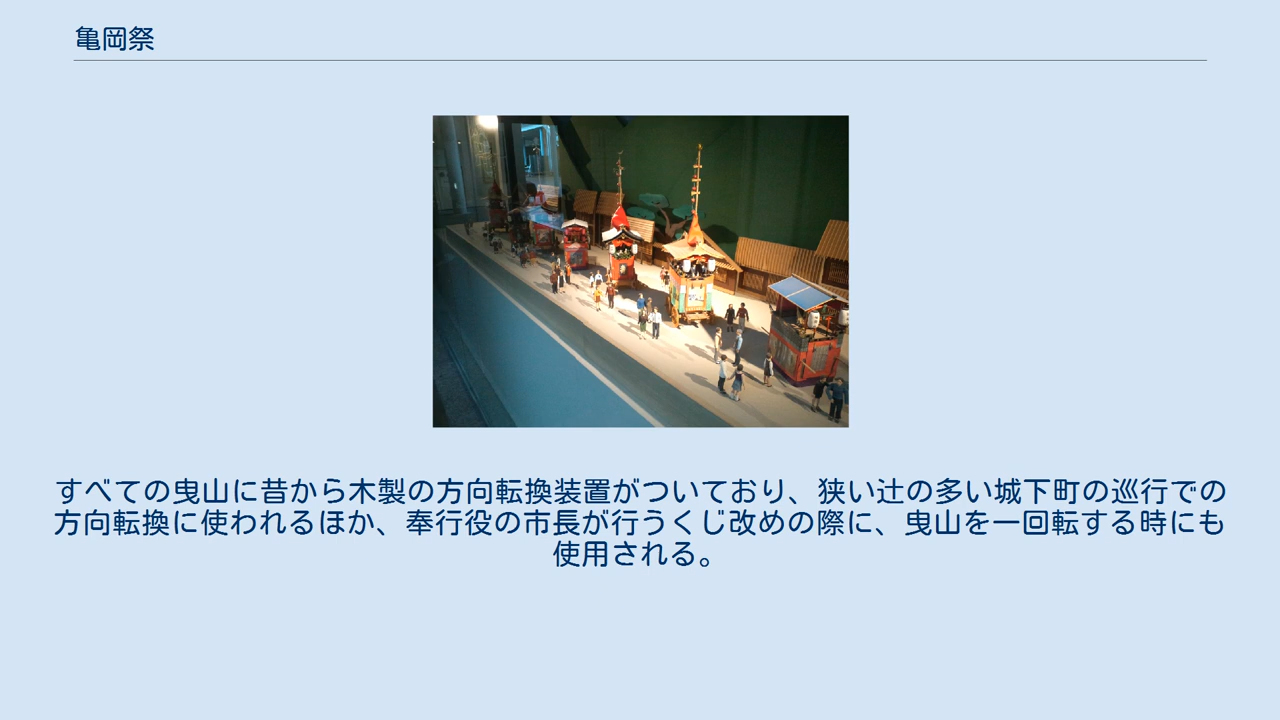 亀岡祭
すべての曳山に昔から木製の方向転換装置がついており、狭い辻の多い城下町の巡行での
方向転換に使われるほか、奉行役の市長が行うくじ改めの際に、曳山を一回転する時にも
使用される。